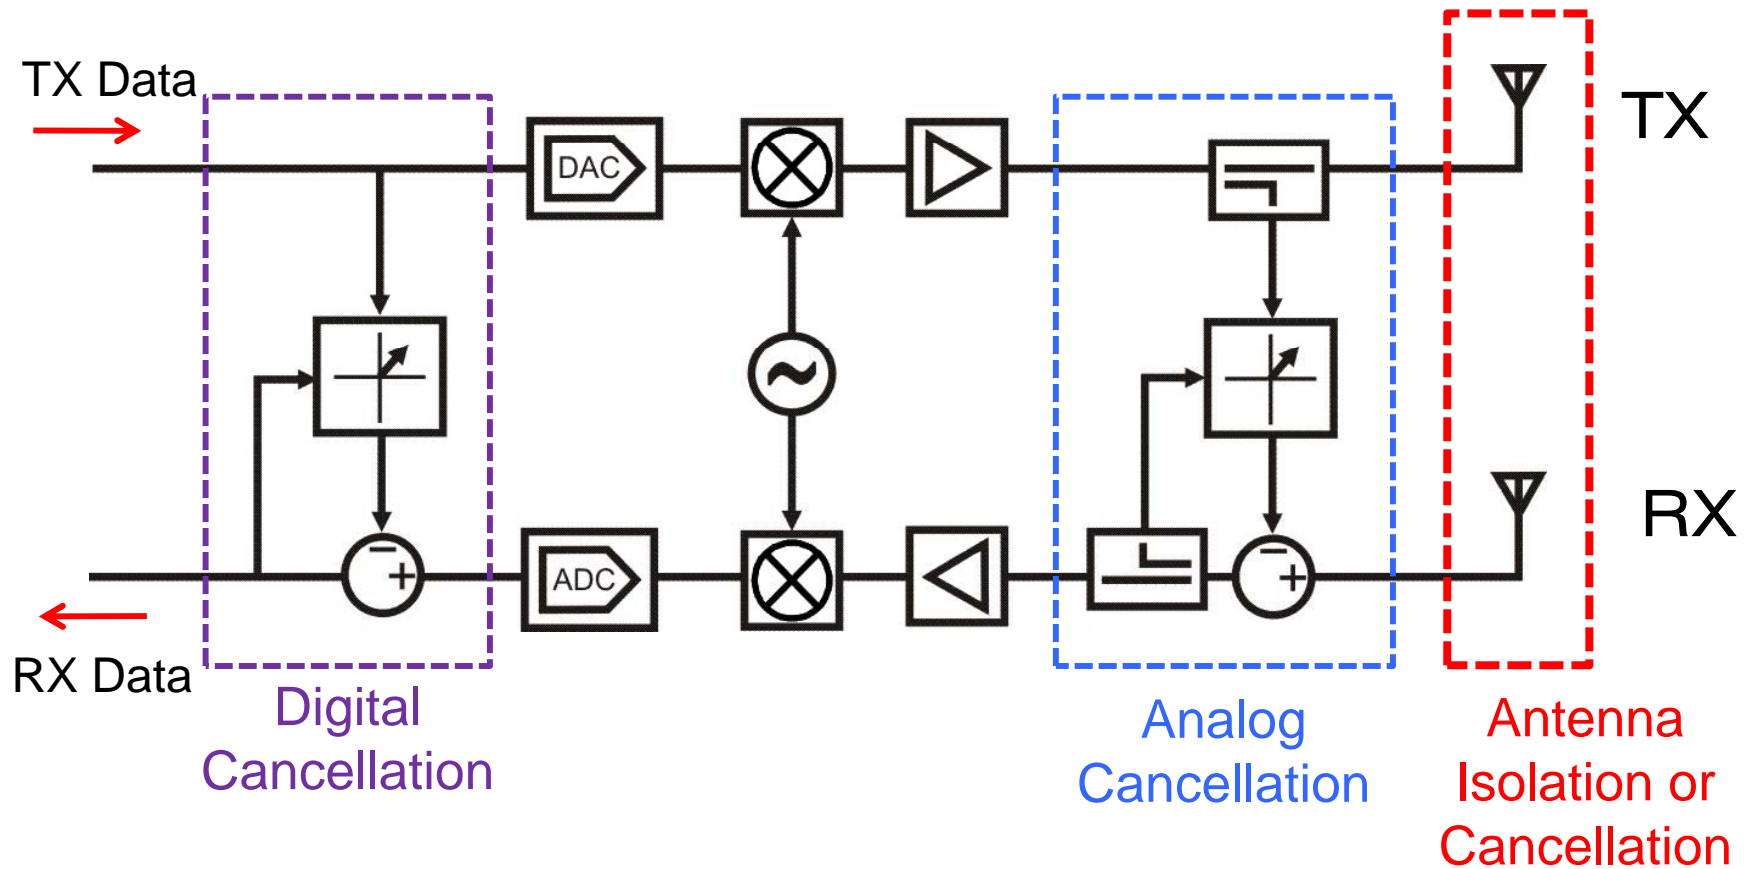 TX Data
TX
DAC
RX
ADC
RX Data
Digital
Cancellation
Analog
Cancellation
Antenna
Isolation or
Cancellation